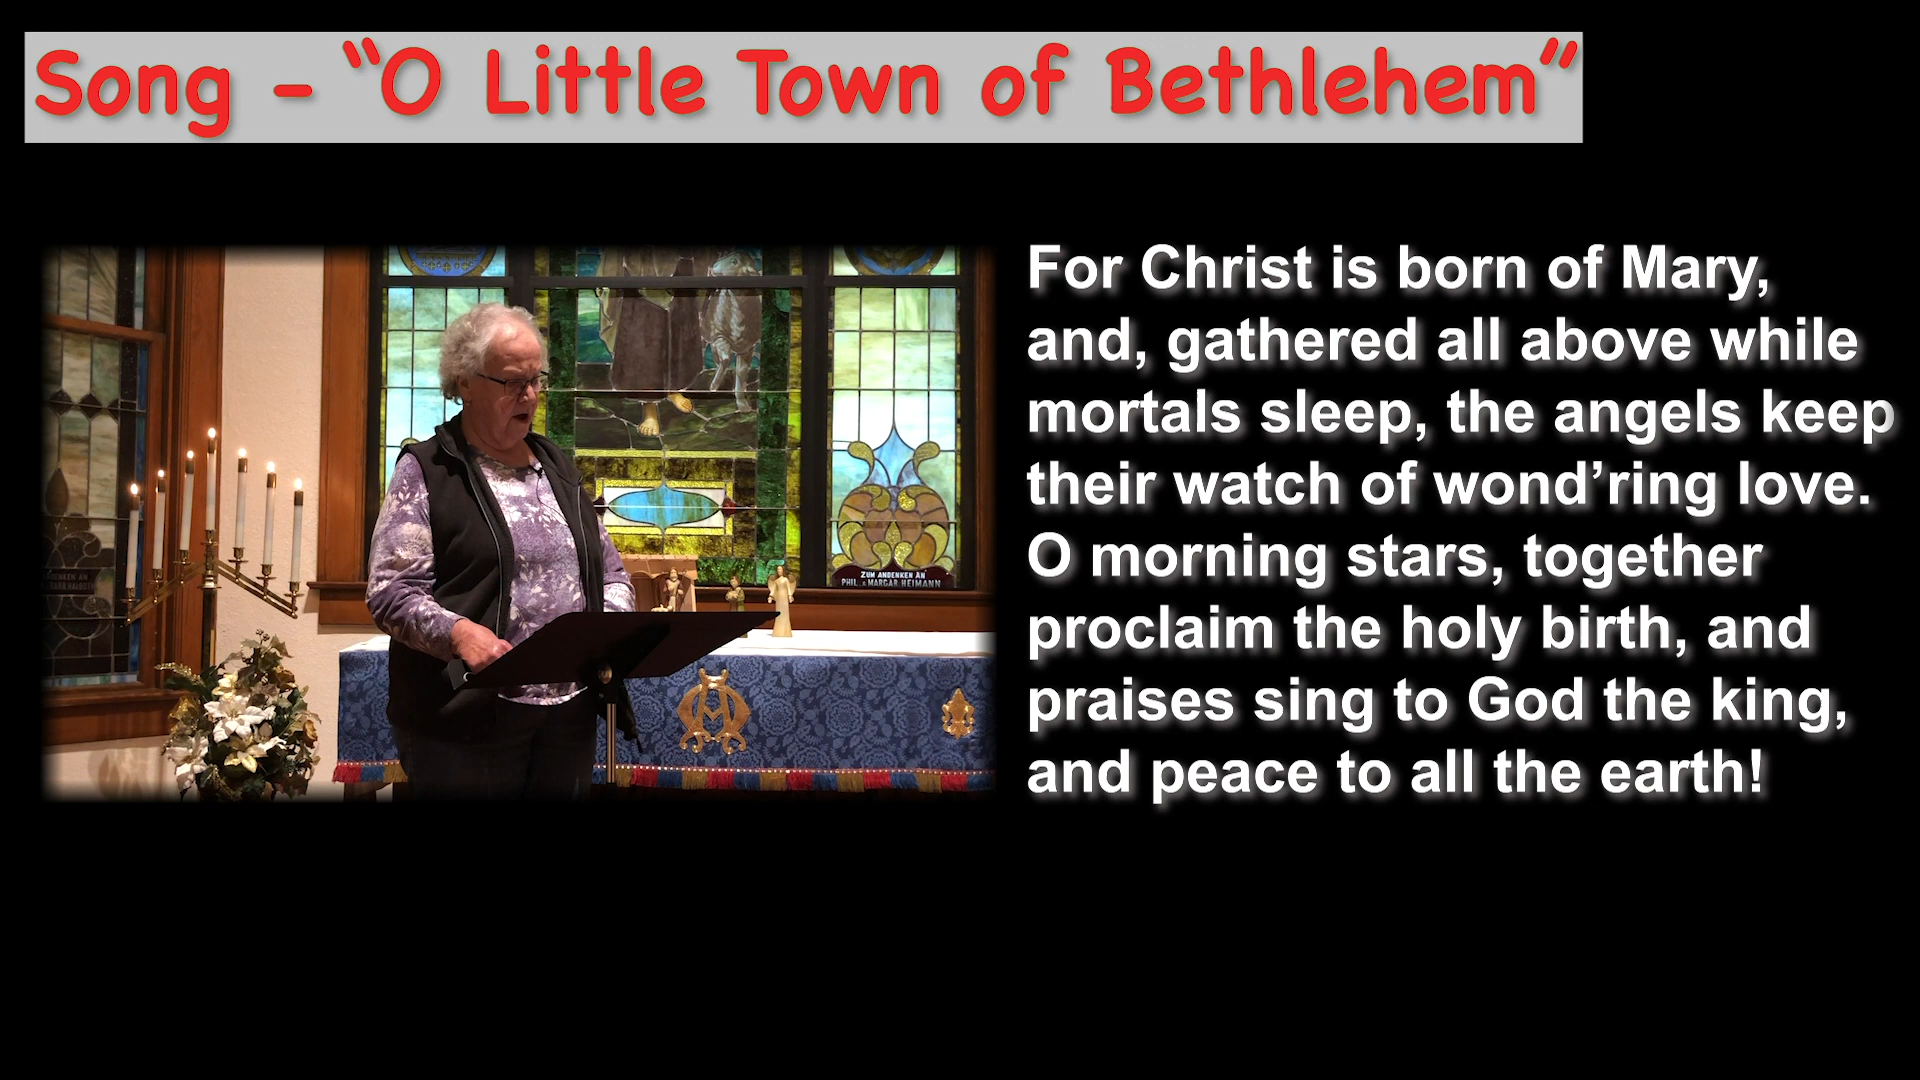 Song - “O Little Town of Bethlehem”
For Christ is born of Mary,
and, gathered all above while
mortals sleep, the angels keep
their watch of wond’ring love.
O morning stars, together
proclaim the holy birth, and
praises sing to God the king,
and peace to all the earth!
ZUM ANDENKEN AN
PHIL. & MARGAR. HEIMANN